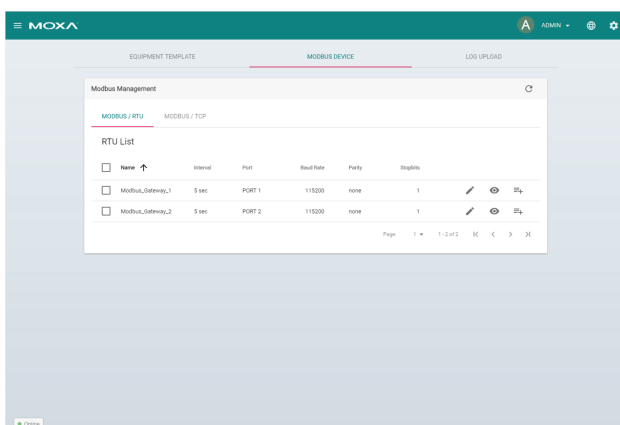 MOXA
A ADMIN
EQUIPMENT TEMPLATE MODBUS DEVICE LOG UPLOAD
Modbus Management
MODBUS / RTU MODBUS / TCP
RTU List
Name Interval Port Baud Rate Parity Stopbits
Modbus_Gateway_1 5 sec PORT 1 115200 none 1
Modbus_Gateway_2 5 sec PORT 2 115200 none 1
Page 1 1 - 2 of 2
Online